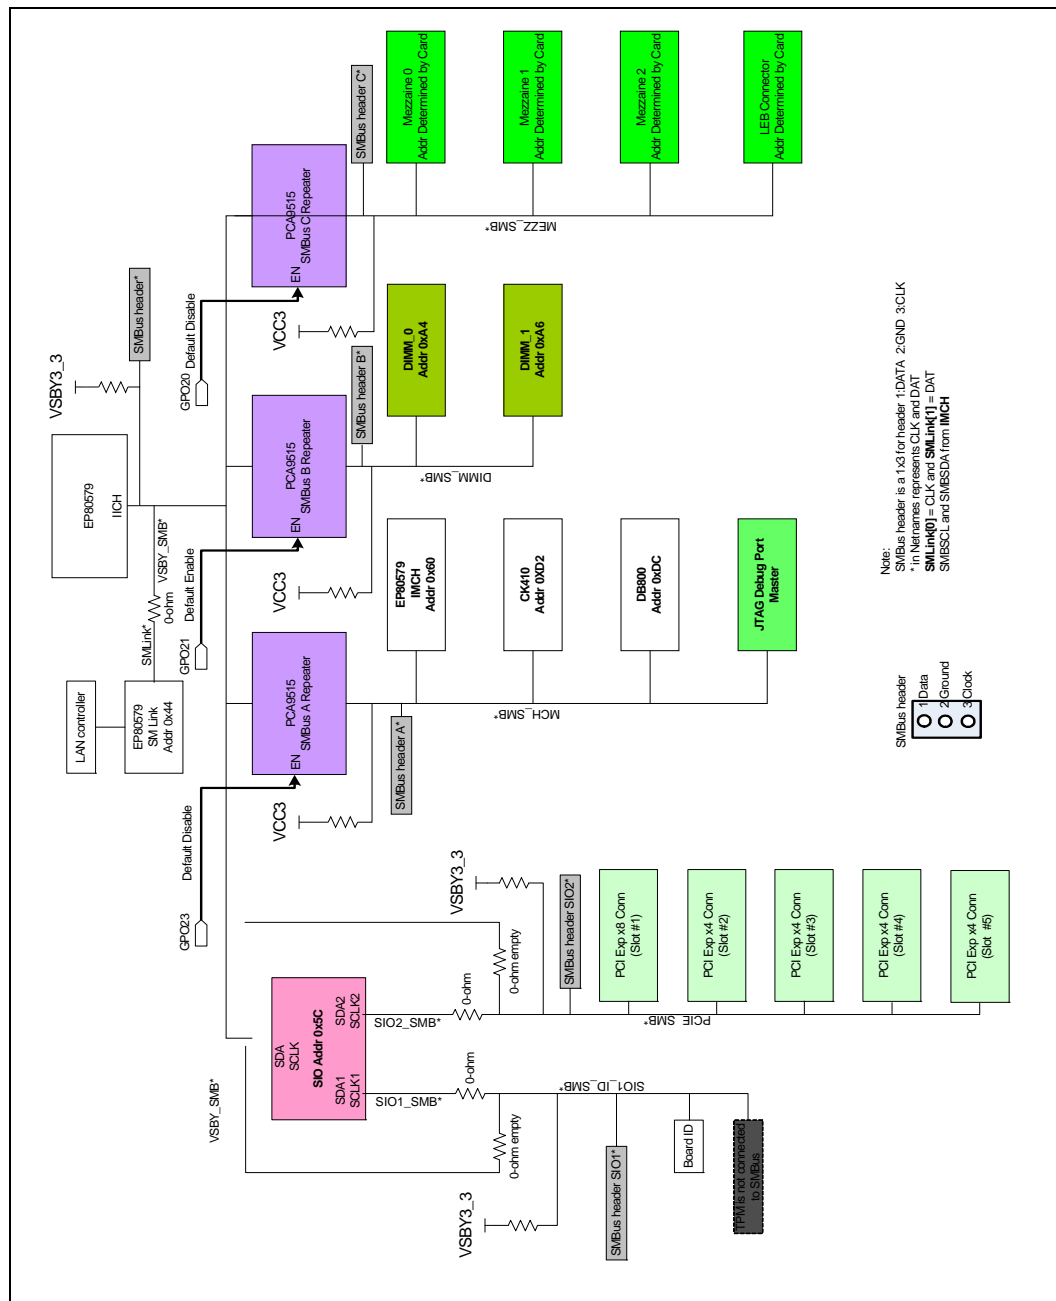 VSBY3_3
SMBus header*
EP80579
IICH
LAN controller
EP80579
SM Link
Addr 0x44
SMLink*
0-ohm
VSBY_SMB*
GPO23
Default Disable
GPO21
Default Enable
GPO20
Default Disable
VCC3
EN
PCA9515
SMBus A Repeater
VCC3
EN
PCA9515
SMBus B Repeater
VCC3
EN
PCA9515
SMBus C Repeater
SMBus header A*
SMBus header B*
SMBus header C*
VSBY_SMB*
SDA
SCLK
SIO Addr 0x5C
SDA1
SCLK1
SDA2
SCLK2
SIO1_SMB*
0-ohm
0-ohm empty
VSBY3_3
SMBus header SIO1*
SIO1_ID_SMB*
Board ID
TPM is not connected
to SMBus
SIO2_SMB*
0-ohm
0-ohm empty
VSBY3_3
SMBus header SIO2*
PCIE_SMB*
PCI Exp x8 Conn
(Slot #1)
PCI Exp x4 Conn
(Slot #2)
PCI Exp x4 Conn
(Slot #3)
PCI Exp x4 Conn
(Slot #4)
PCI Exp x4 Conn
(Slot #5)
MCH_SMB*
EP80579
IMCH
Addr 0x60
CK410
Addr 0XD2
DB800
Addr 0xDC
JTAG Debug Port
Master
DIMM_SMB*
DIMM_0
Addr 0xA4
DIMM_1
Addr 0xA6
MEZZ_SMB*
Mezzaine 0
Addr Determined by Card
Mezzaine 1
Addr Determined by Card
Mezzaine 2
Addr Determined by Card
LEB Connector
Addr Determined by Card
SMBus header
1 Data
2 Ground
3 Clock
Note:
SMBus header is a 1x3 for header 1:DATA 2:GND 3:CLK
* in Netnames represents CLK and DAT
SMLink[0] = CLK and SMLink[1] = DAT
SMBSCL and SMBSDA from IMCH